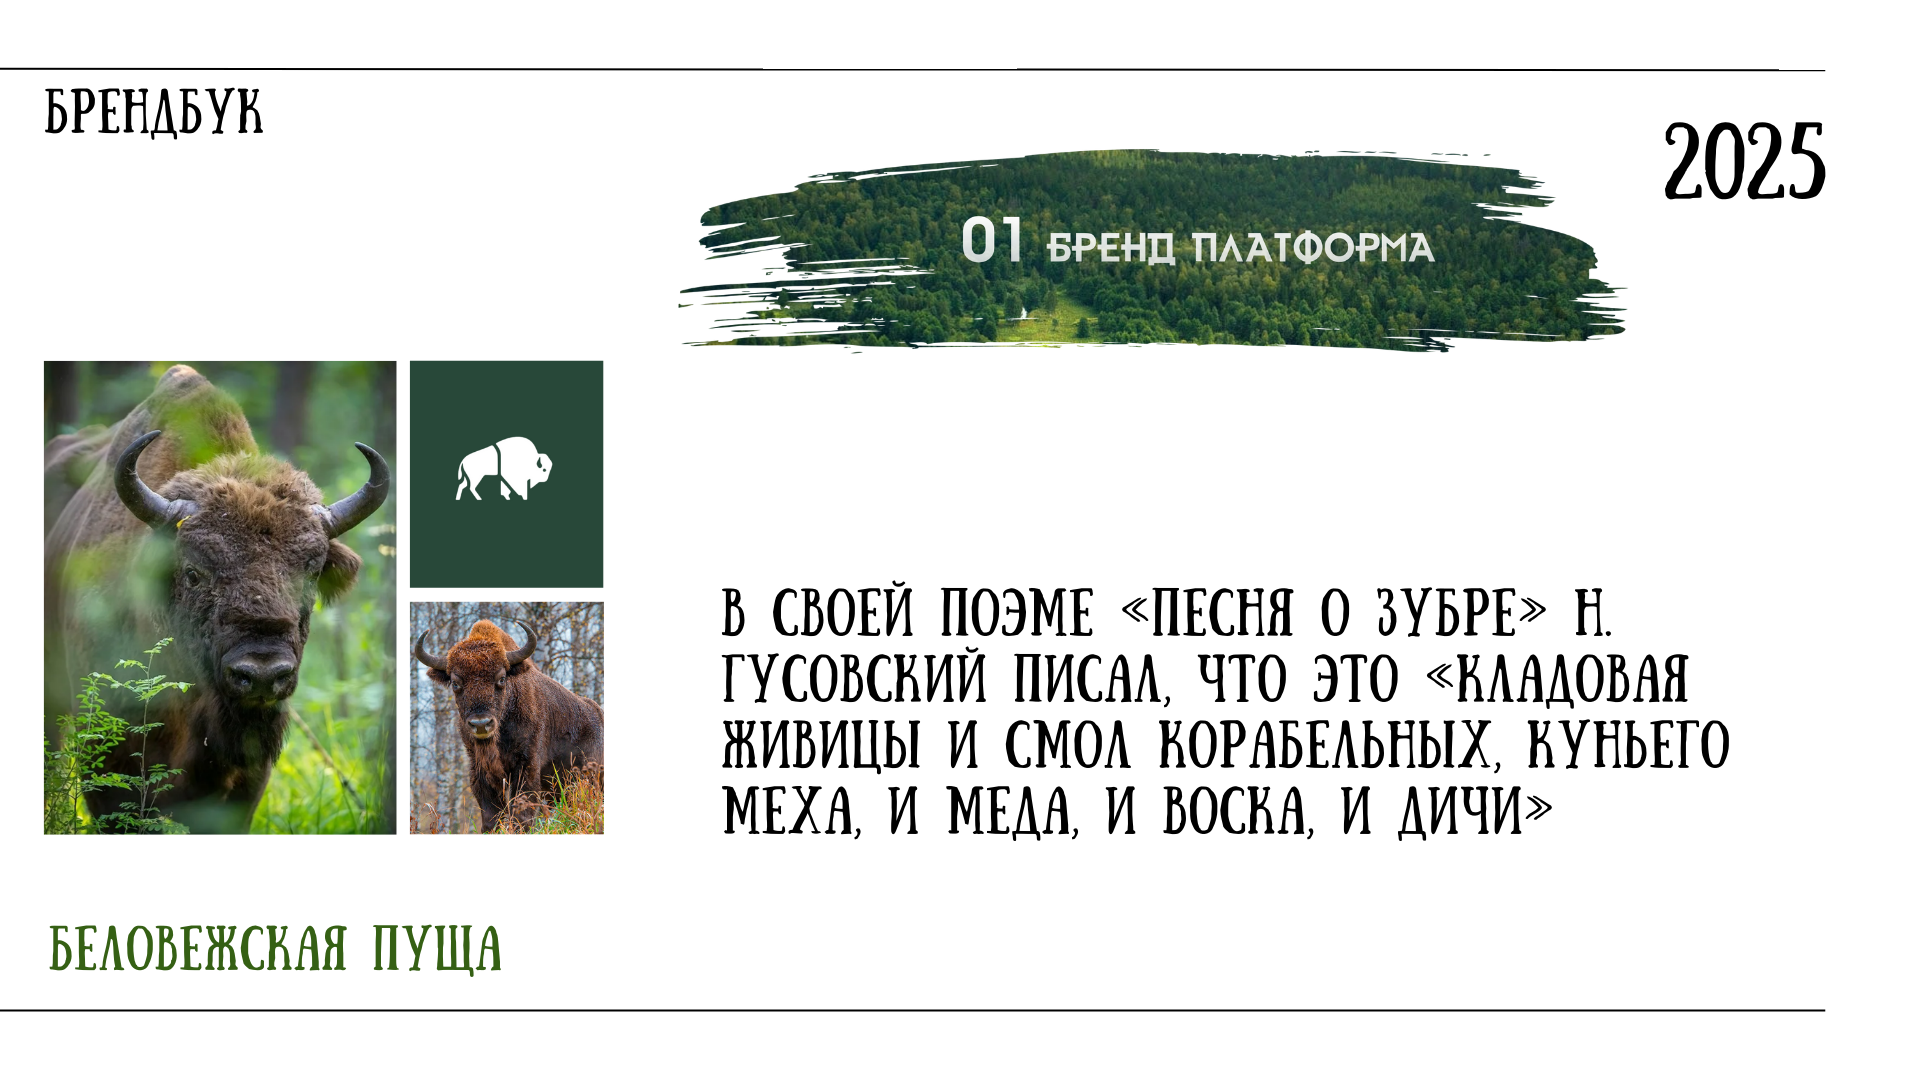 БРЕНДБУК
2025
01 БРЕНД ПЛАТФОРМА
В СВОЕЙ ПОЭМЕ «ПЕСНЯ О ЗУБРЕ» Н.
ГУСОВСКИЙ ПИСАЛ, ЧТО ЭТО «КЛАДОВАЯ
ЖИВИЦЫ И СМОЛ КОРАБЕЛЬНЫХ, КУНЬЕГО
МЕХА, И МЕДА, И ВОСКА, И ДИЧИ»
БЕЛОВЕЖСКАЯ ПУЩА